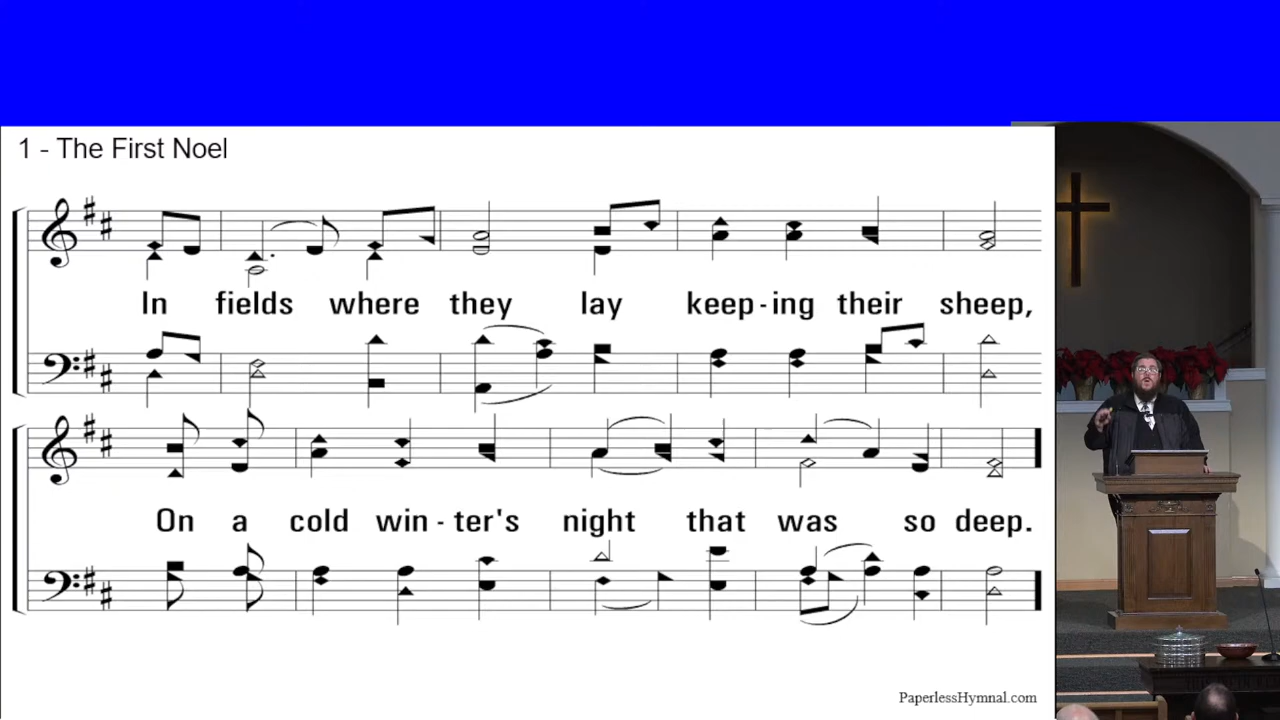 1 - The First Noel
In fields where they lay keep-ing their sheep,
On a cold win-ter's night that was so deep.
PaperlessHymnal.com